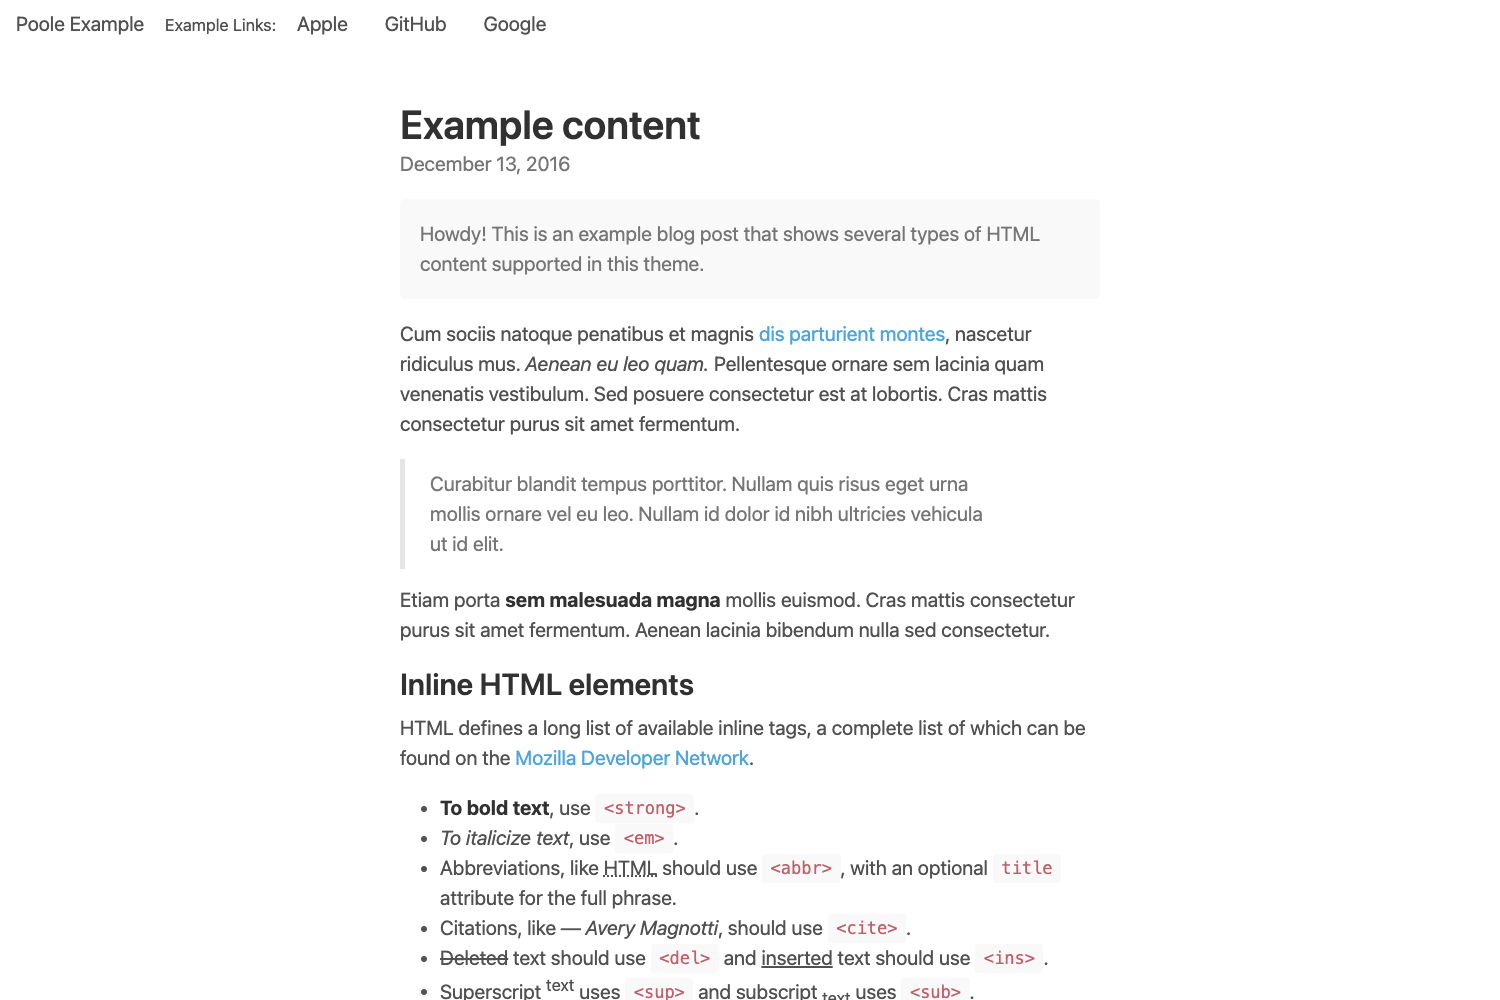 Poole Example Example Links: Apple GitHub Google
Example content
December 13, 2016
Howdy! This is an example blog post that shows several types of HTML
content supported in this theme.
Cum sociis natoque penatibus et magnis dis parturient montes, nascetur
ridiculus mus. Aenean eu leo quam. Pellentesque ornare sem lacinia quam
venenatis vestibulum. Sed posuere consectetur est at lobortis. Cras mattis
consectetur purus sit amet fermentum.
Curabitur blandit tempus porttitor. Nullam quis risus eget urna
mollis ornare vel eu leo. Nullam id dolor id nibh ultricies vehicula
ut id elit.
Etiam porta sem malesuada magna mollis euismod. Cras mattis consectetur
purus sit amet fermentum. Aenean lacinia bibendum nulla sed consectetur.
Inline HTML elements
HTML defines a long list of available inline tags, a complete list of which can be
found on the Mozilla Developer Network.
• To bold text, use <strong> .
• To italicize text, use <em> .
• Abbreviations, like HTML should use <abbr> , with an optional title
attribute for the full phrase.
• Citations, like — Avery Magnotti, should use <cite> .
• Deleted text should use <del> and inserted text should use <ins> .
• Superscript text uses <sup> and subscript text uses <sub> .